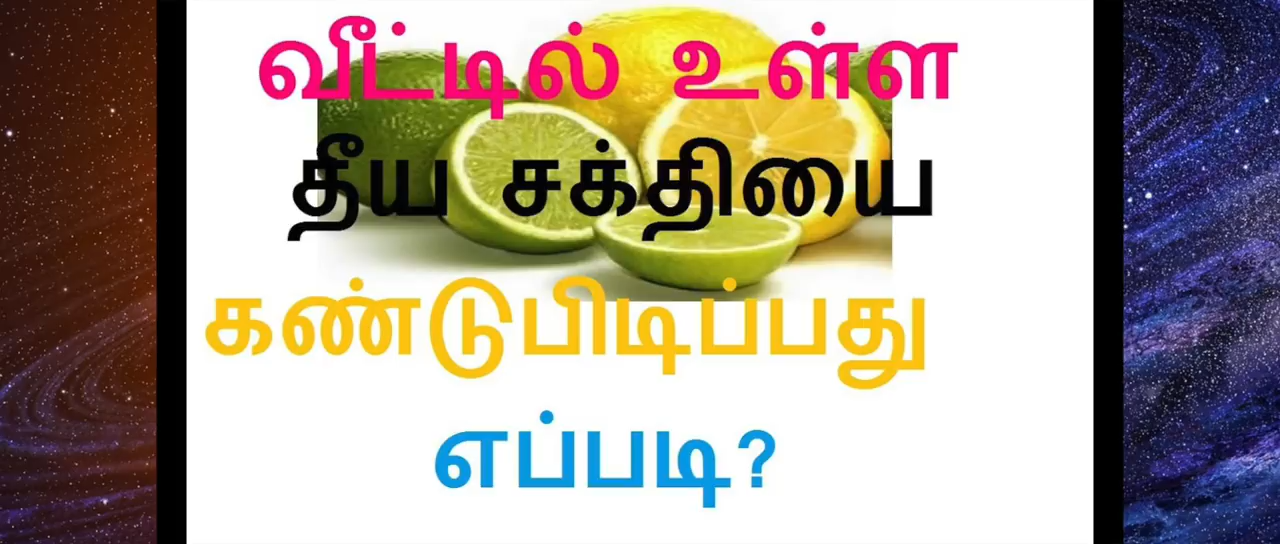 வீட்டில் உள்ள
தீய சக்தியை
கண்டுபிடிப்பது
எப்படி?